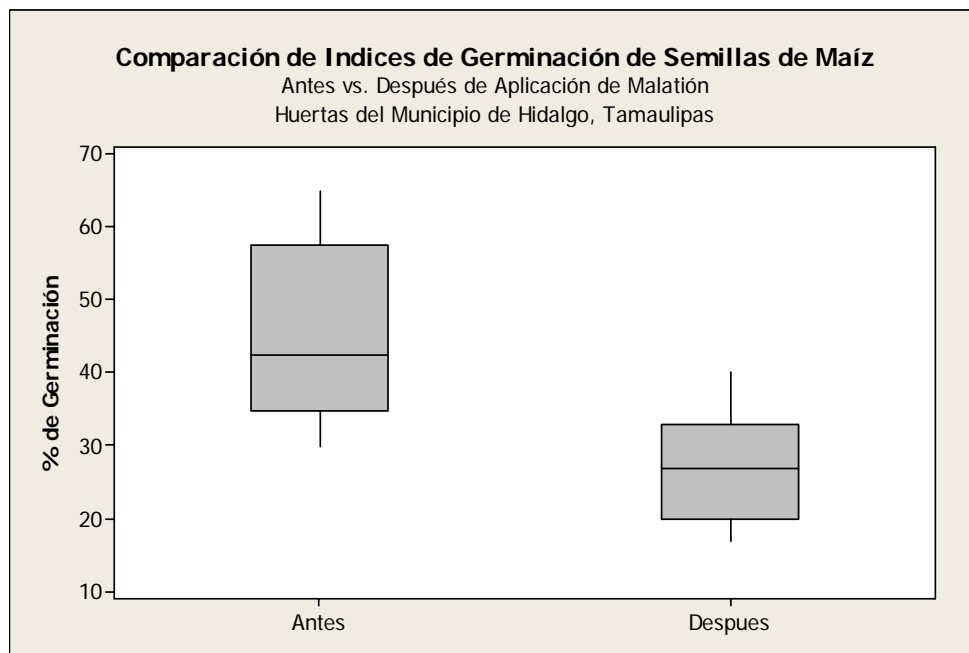 Comparación de Indices de Germinación de Semillas de Maíz
Antes vs. Después de Aplicación de Malatión
Huertas del Municipio de Hidalgo, Tamaulipas
% de Germinación
70
60
50
40
30
20
10
Antes
Despues